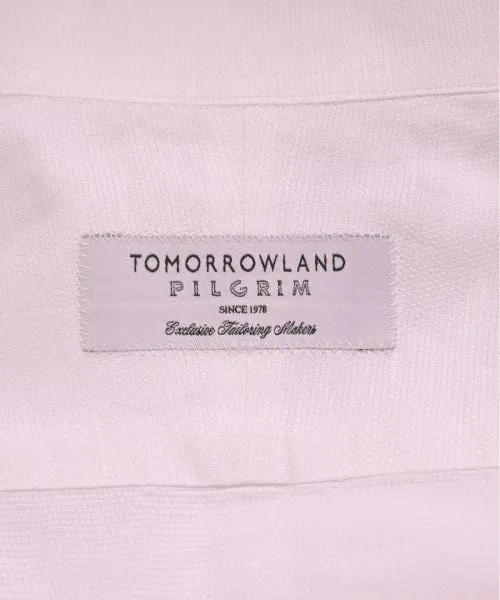 TOMORROWLAND
PILGRIM
SINCE 1978
Exclusive Tailoring Makers